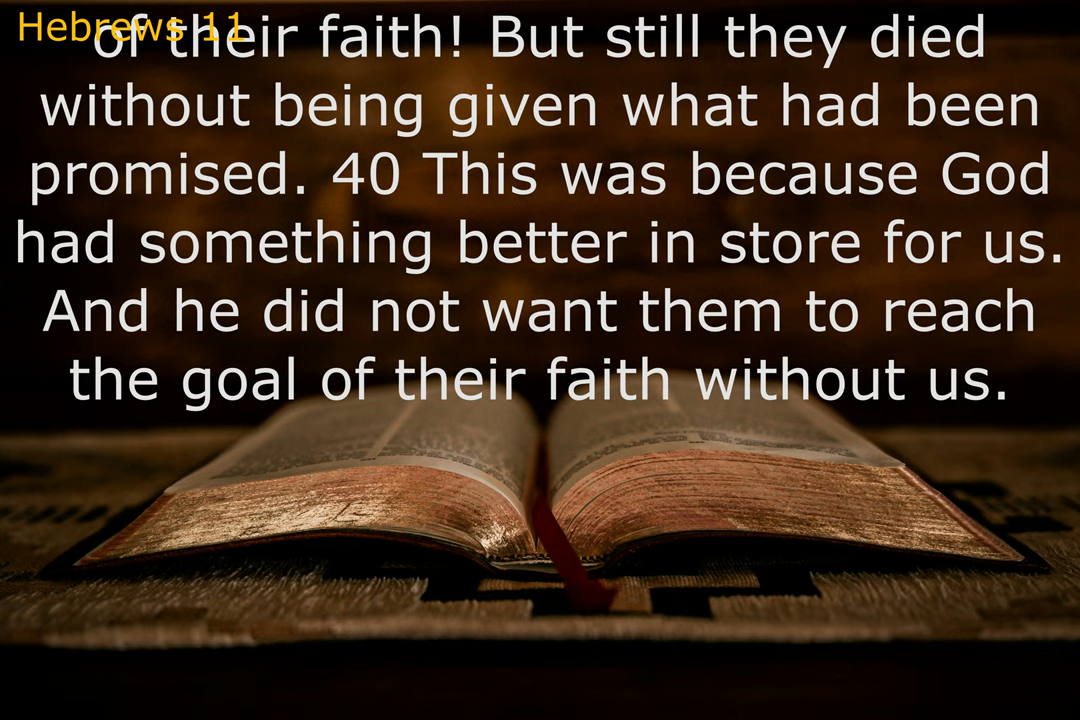 Hebrews 11
of their faith! But still they died
without being given what had been
promised. 40 This was because God
had something better in store for us.
And he did not want them to reach
the goal of their faith without us.